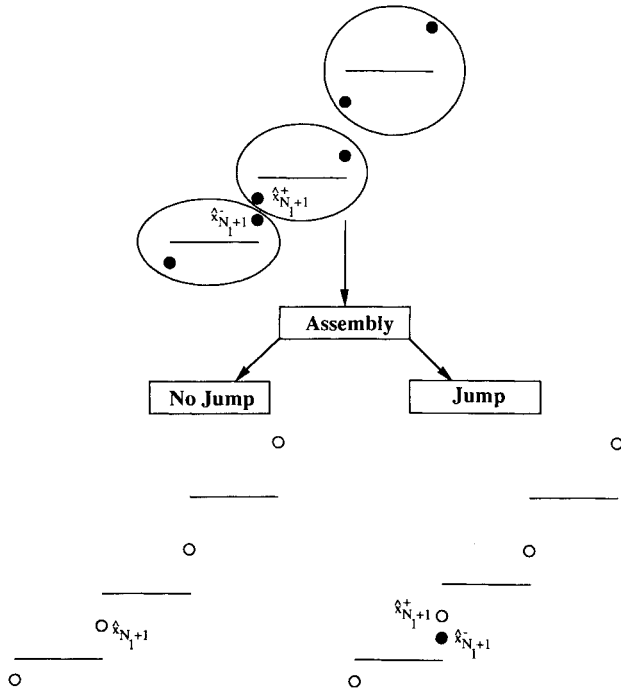 x̂⁺_{N₁+1}
x̂⁻_{N₁+1}
Assembly
No Jump
Jump
x̂_{N₁+1}
x̂⁺_{N₁+1}
x̂⁻_{N₁+1}